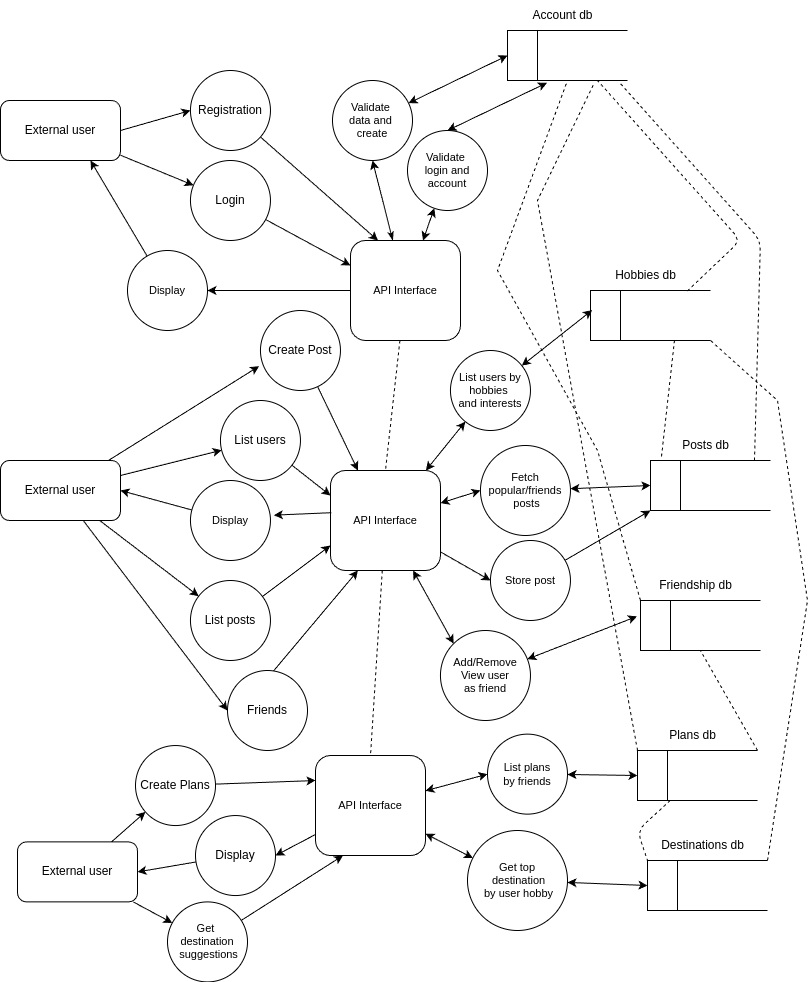 Account db
Registration
Validate
data and
create
External user
Validate
login and
account
Login
Hobbies db
Display
API Interface
Create Post
List users by
hobbies
and interests
List users
Posts db
Fetch
popular/friends
posts
External user
Display
API Interface
Store post
Friendship db
List posts
Add/Remove
View user
as friend
Friends
Plans db
List plans
by friends
Create Plans
API Interface
Destinations db
Display
External user
Get top
destination
by user hobby
Get
destination
suggestions